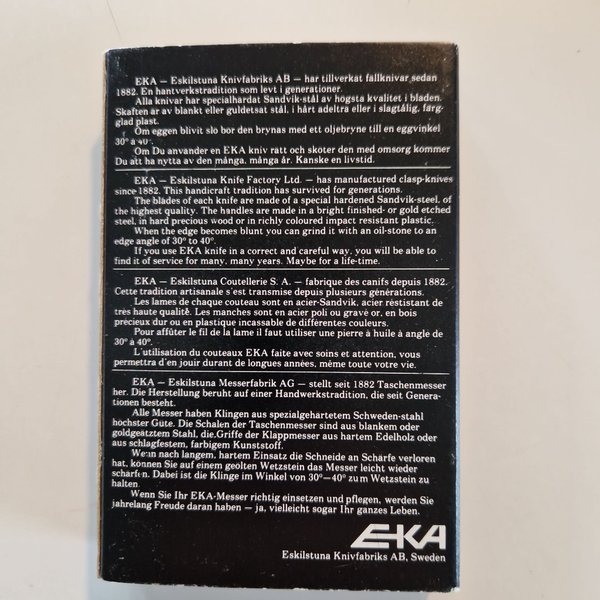 EKA — Eskilstuna Knivfabriks AB — har tillverkat fällknivar sedan
1882. En hantverkstradition som levt i generationer.
Alla knivar har specialhärdat Sandvik-stål av högsta kvalitet i bladen.
Skaften är av blankt eller guldetsat stål, i hårt ädelträ eller i slagtålig, färg-
glad plast.
Om eggen blivit slö bör den brynas med ett oljebryne till en eggvinkel
30° à 40°.
Om Du använder en EKA kniv rätt och sköter den med omsorg kommer
Du att ha nytta av den många, många år. Kanske en livstid.
EKA — Eskilstuna Knife Factory Ltd. — has manufactured clasp-knives
since 1882. This handicraft tradition has survived for generations.
The blades of each knife are made of a special hardened Sandvik-steel, of
the highest quality. The handles are made in a bright finished- or gold etched
steel, in hard precious wood or in richly coloured impact resistant plastic.
When the edge becomes blunt you can grind it with an oil-stone to an
edge angle of 30° to 40°.
If you use EKA knife in a correct and careful way, you will be able to
find it of service for many, many years. Maybe for a life-time.
EKA — Eskilstuna Coutellerie S. A. — fabrique des canifs depuis 1882.
Cette tradition artisanale s'est transmise depuis plusieurs générations.
Les lames de chaque couteau sont en acier-Sandvik, acier réstistant de
très haute qualité. Les manches sont en acier poli ou gravé or, en bois
précieux dur ou en plastique incassable de différentes couleurs.
Pour affûter le fil de la lame il faut utiliser une pierre à huile à angle de
30° à 40°.
L'utilisation du couteaux EKA faite avec soins et attention, vous
permettra d'en jouir durant de longues années, même toute votre vie.
EKA — Eskilstuna Messerfabrik AG — stellt seit 1882 Taschenmesser
her. Die Herstellung beruht auf einer Handwerkstradition, die seit Genera-
tionen besteht.
Alle Messer haben Klingen aus spezialgehärtetem Schweden-stahl
höchster Güte. Die Schalen der Taschenmesser sind aus blankem oder
goldgeätztem Stahl, die Griffe der Klappmesser aus hartem Edelholz oder
aus schlagfestem, farbigem Kunststoff.
Wenn nach langem, hartem Einsatz die Schneide an Schärfe verloren
hat, können Sie auf einem geölten Wetzstein das Messer leicht wieder
schärfen. Dabei ist die Klinge im Winkel von 30°—40° zum Wetzstein zu
halten.
Wenn Sie Ihr EKA-Messer richtig einsetzen und pflegen, werden Sie
jahrelang Freude daran haben — ja, vielleicht sogar Ihr ganzes Leben.
EKA
Eskilstuna Knivfabriks AB, Sweden